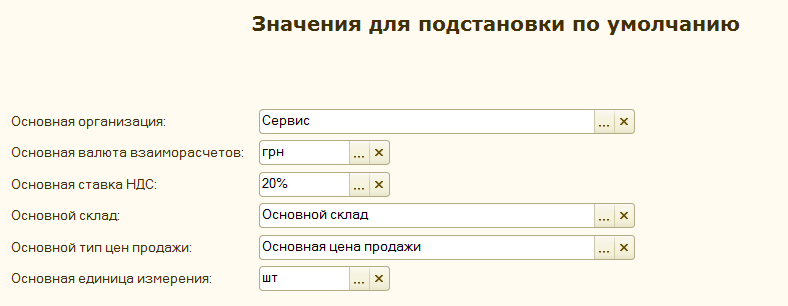 Значения для подстановки по умолчанию
Основная организация: Сервис ... ×
Основная валюта взаиморасчетов: грн ... ×
Основная ставка НДС: 20% ... ×
Основной склад: Основной склад ... ×
Основной тип цен продажи: Основная цена продажи ... ×
Основная единица измерения: шт ... ×